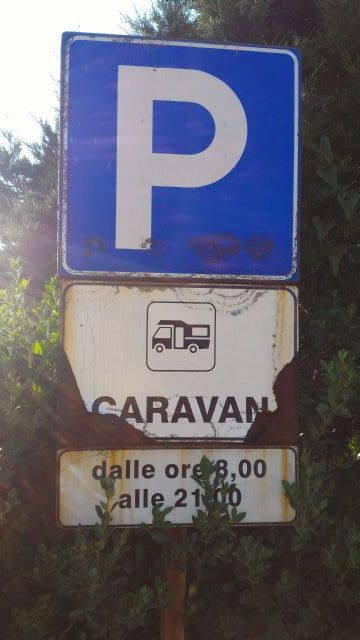 P
CARAVAN
dalle ore 8,00
alle 21,00